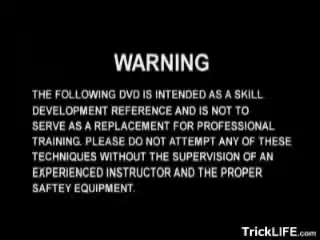 WARNING
THE FOLLOWING DVD IS INTENDED AS A SKILL
DEVELOPMENT REFERENCE AND IS NOT TO
SERVE AS A REPLACEMENT FOR PROFESSIONAL
TRAINING. PLEASE DO NOT ATTEMPT ANY OF THESE
TECHNIQUES WITHOUT THE SUPERVISION OF AN
EXPERIENCED INSTRUCTOR AND THE PROPER
SAFTEY EQUIPMENT.
TrickLIFE.com